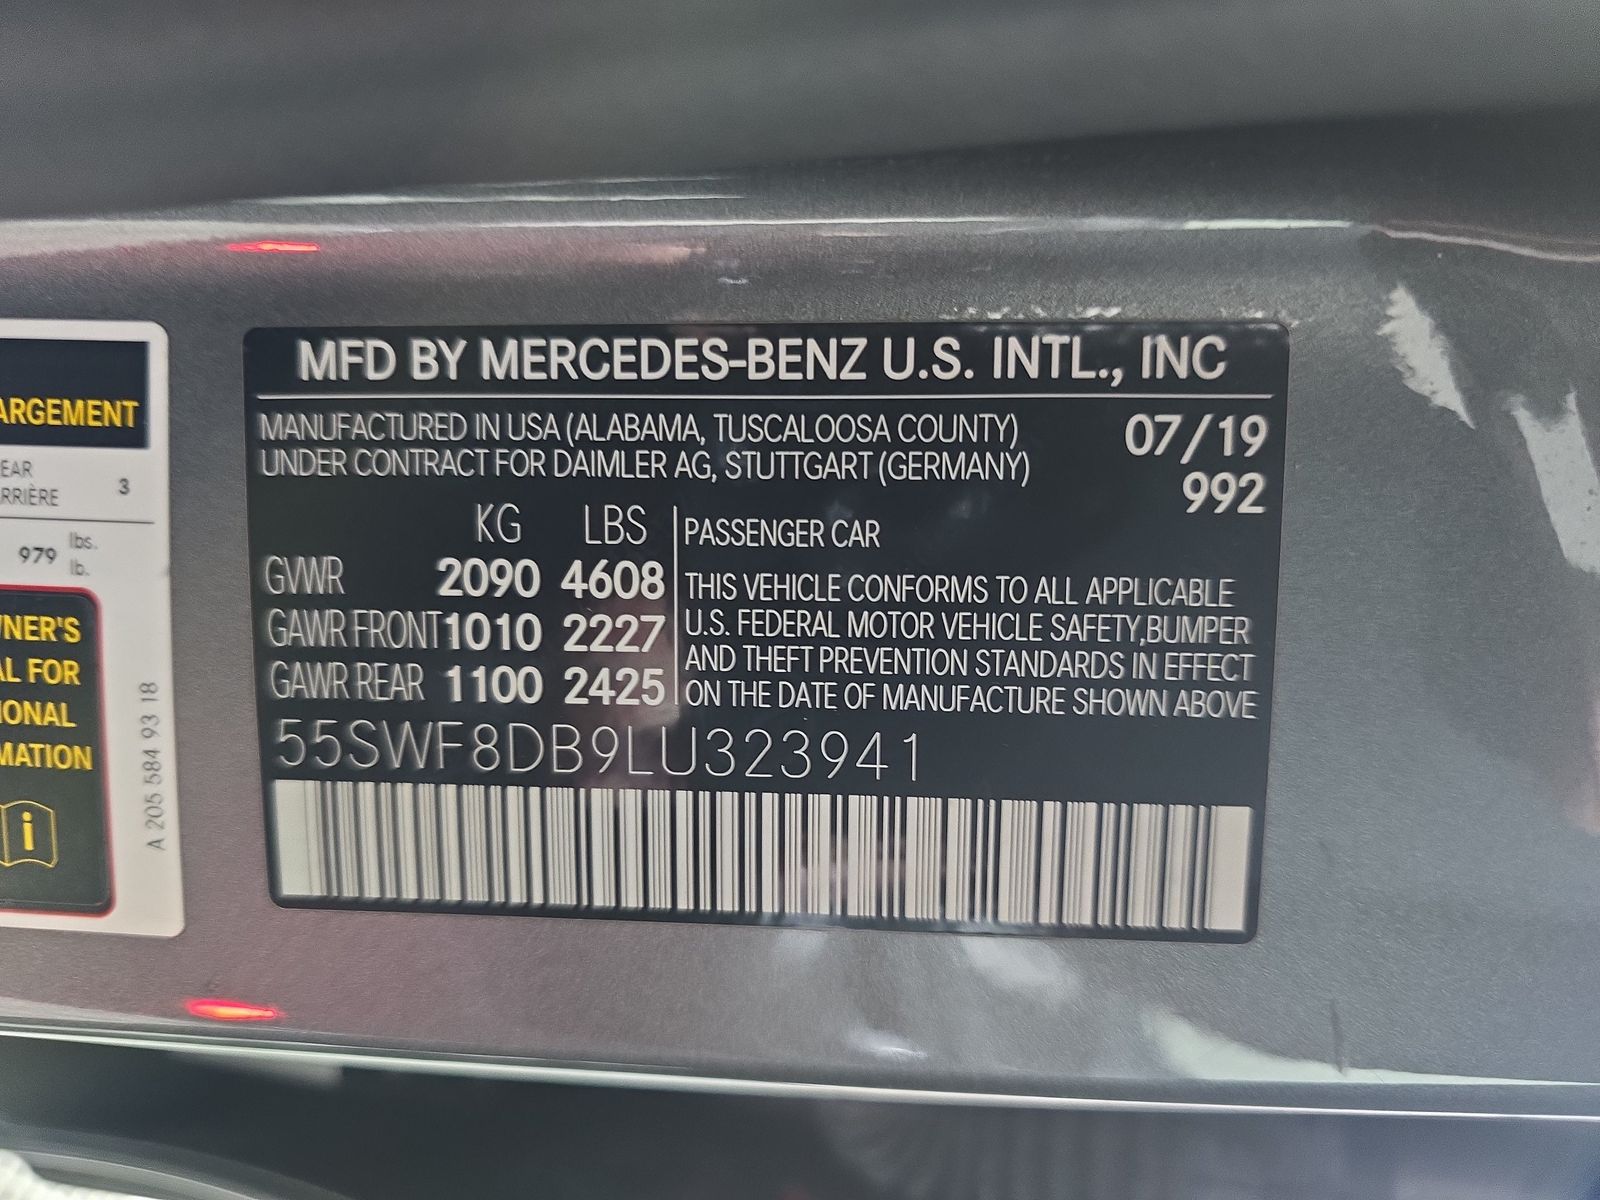 ARGEMENT
EAR
RRIÈRE 3
979 lbs.
lb.
WNER'S
AL FOR
IONAL
MATION
i
A 205 584 93 18
MFD BY MERCEDES-BENZ U.S. INTL., INC
MANUFACTURED IN USA (ALABAMA, TUSCALOOSA COUNTY) 07/19
UNDER CONTRACT FOR DAIMLER AG, STUTTGART (GERMANY) 992
KG LBS
GVWR 2090 4608
GAWR FRONT 1010 2227
GAWR REAR 1100 2425
PASSENGER CAR
THIS VEHICLE CONFORMS TO ALL APPLICABLE
U.S. FEDERAL MOTOR VEHICLE SAFETY,BUMPER
AND THEFT PREVENTION STANDARDS IN EFFECT
ON THE DATE OF MANUFACTURE SHOWN ABOVE
55SWF8DB9LU323941